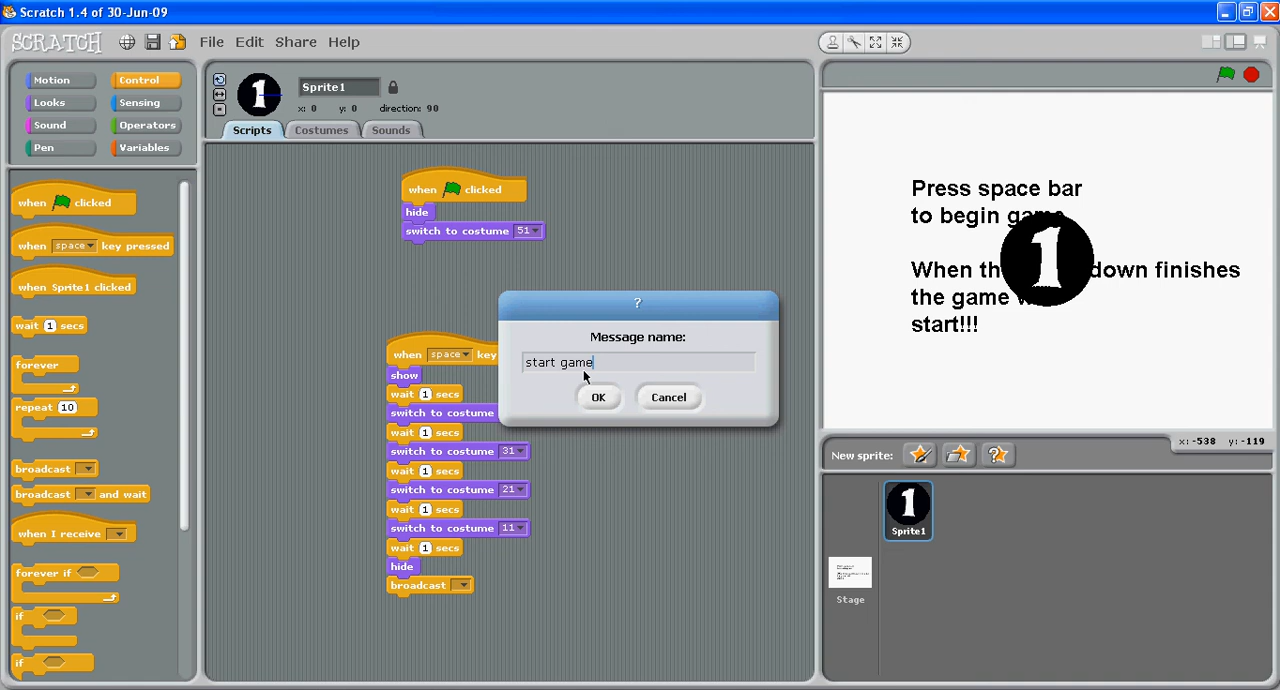 Scratch 1.4 of 30-Jun-09
SCRATCH File Edit Share Help
Motion Control
Looks Sensing
Sound Operators
Pen Variables
when clicked
when space key pressed
when Sprite1 clicked
wait 1 secs
forever
repeat 10
broadcast
broadcast and wait
when I receive
forever if
if
if
1
Sprite1
x: 0 y: 0 direction: 90
Scripts Costumes Sounds
when clicked
hide
switch to costume 51
when space key
show
wait 1 secs
switch to costume
wait 1 secs
switch to costume 31
wait 1 secs
switch to costume 21
wait 1 secs
switch to costume 11
wait 1 secs
hide
broadcast
?
Message name:
start game
OK Cancel
Press space bar
to begin game
1
When th down finishes
the game w
start!!!
x: -538 y: -119
New sprite:
1
Sprite1
Stage